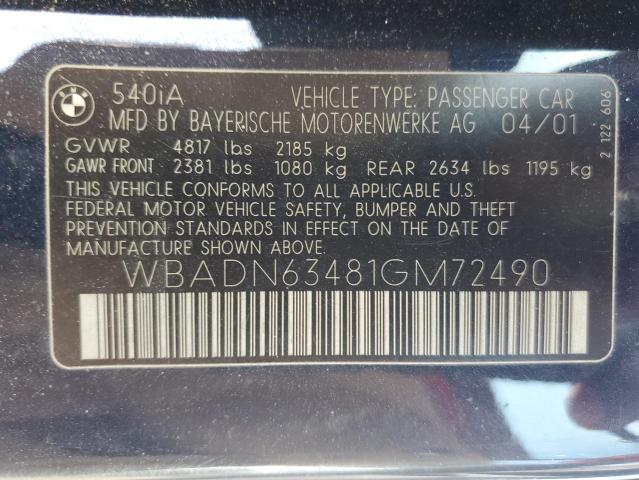 BMW
540iA VEHICLE TYPE: PASSENGER CAR
MFD BY BAYERISCHE MOTORENWERKE AG 04/01
GVWR 4817 lbs 2185 kg
GAWR FRONT 2381 lbs 1080 kg REAR 2634 lbs 1195 kg
THIS VEHICLE CONFORMS TO ALL APPLICABLE U.S.
FEDERAL MOTOR VEHICLE SAFETY, BUMPER AND THEFT
PREVENTION STANDARDS IN EFFECT ON THE DATE OF
MANUFACTURE SHOWN ABOVE.
WBADN63481GM72490
2 122 606